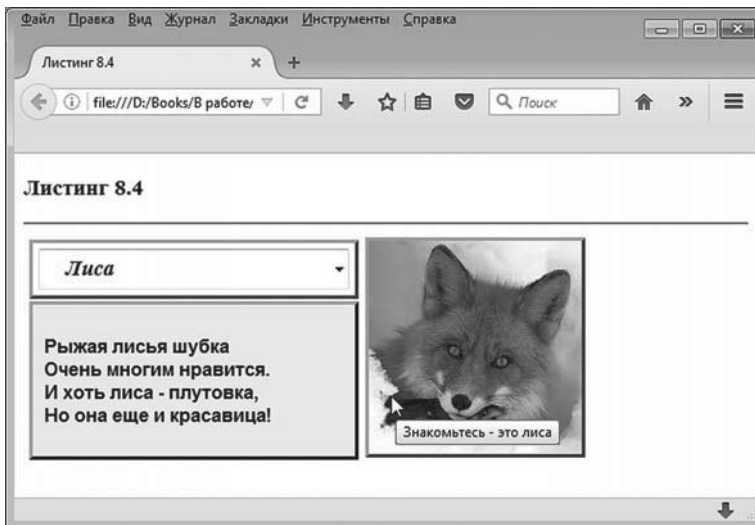 Файл Правка Вид Журнал Закладки Инструменты Справка
Листинг 8.4
file:///D:/Books/В работе/
Поиск
Листинг 8.4
Лиса
Рыжая лисья шубка
Очень многим нравится.
И хоть лиса - плутовка,
Но она еще и красавица!
Знакомьтесь - это лиса